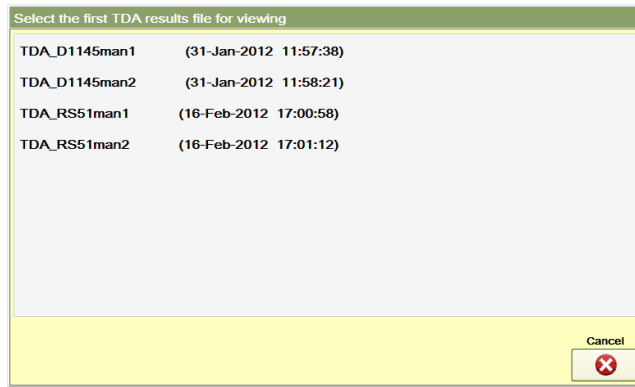 Select the first TDA results file for viewing
TDA_D1145man1 (31-Jan-2012 11:57:38)
TDA_D1145man2 (31-Jan-2012 11:58:21)
TDA_RS51man1 (16-Feb-2012 17:00:58)
TDA_RS51man2 (16-Feb-2012 17:01:12)
Cancel